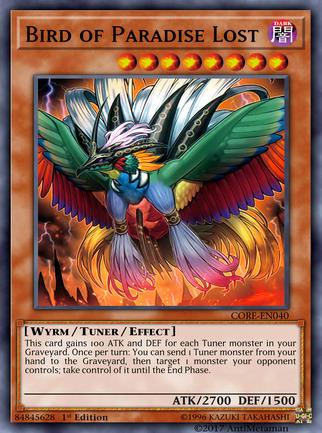 BIRD OF PARADISE LOST
DARK
闇
CORE-EN040
[WYRM / TUNER / EFFECT]
This card gains 100 ATK and DEF for each Tuner monster in your
Graveyard. Once per turn: You can send 1 Tuner monster from your
hand to the Graveyard, then target 1 monster your opponent
controls; take control of it until the End Phase.
ATK/2700 DEF/1500
84845628 1st Edition ©1996 KAZUKI TAKAHASHI
©2017 AntiMetaman